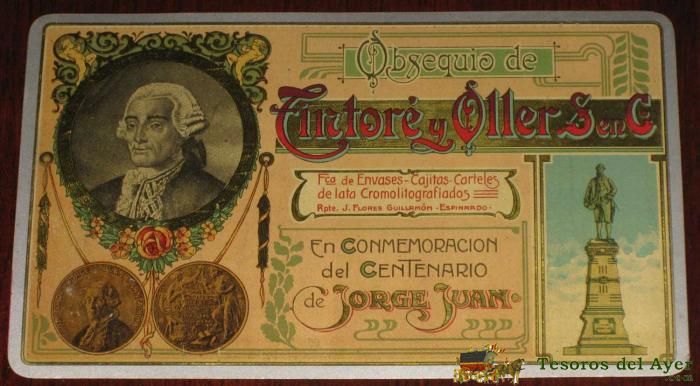 Obsequio de
Tintoré y Oller S en C.
Fca de Envases-Cajitas-Carteles
de lata Cromolitografiados
Rpte. J. Flores Guillamón - Espinardo -
En Conmemoracion
del Centenario
de Jorge Juan
Tesoros del Ayer
.com